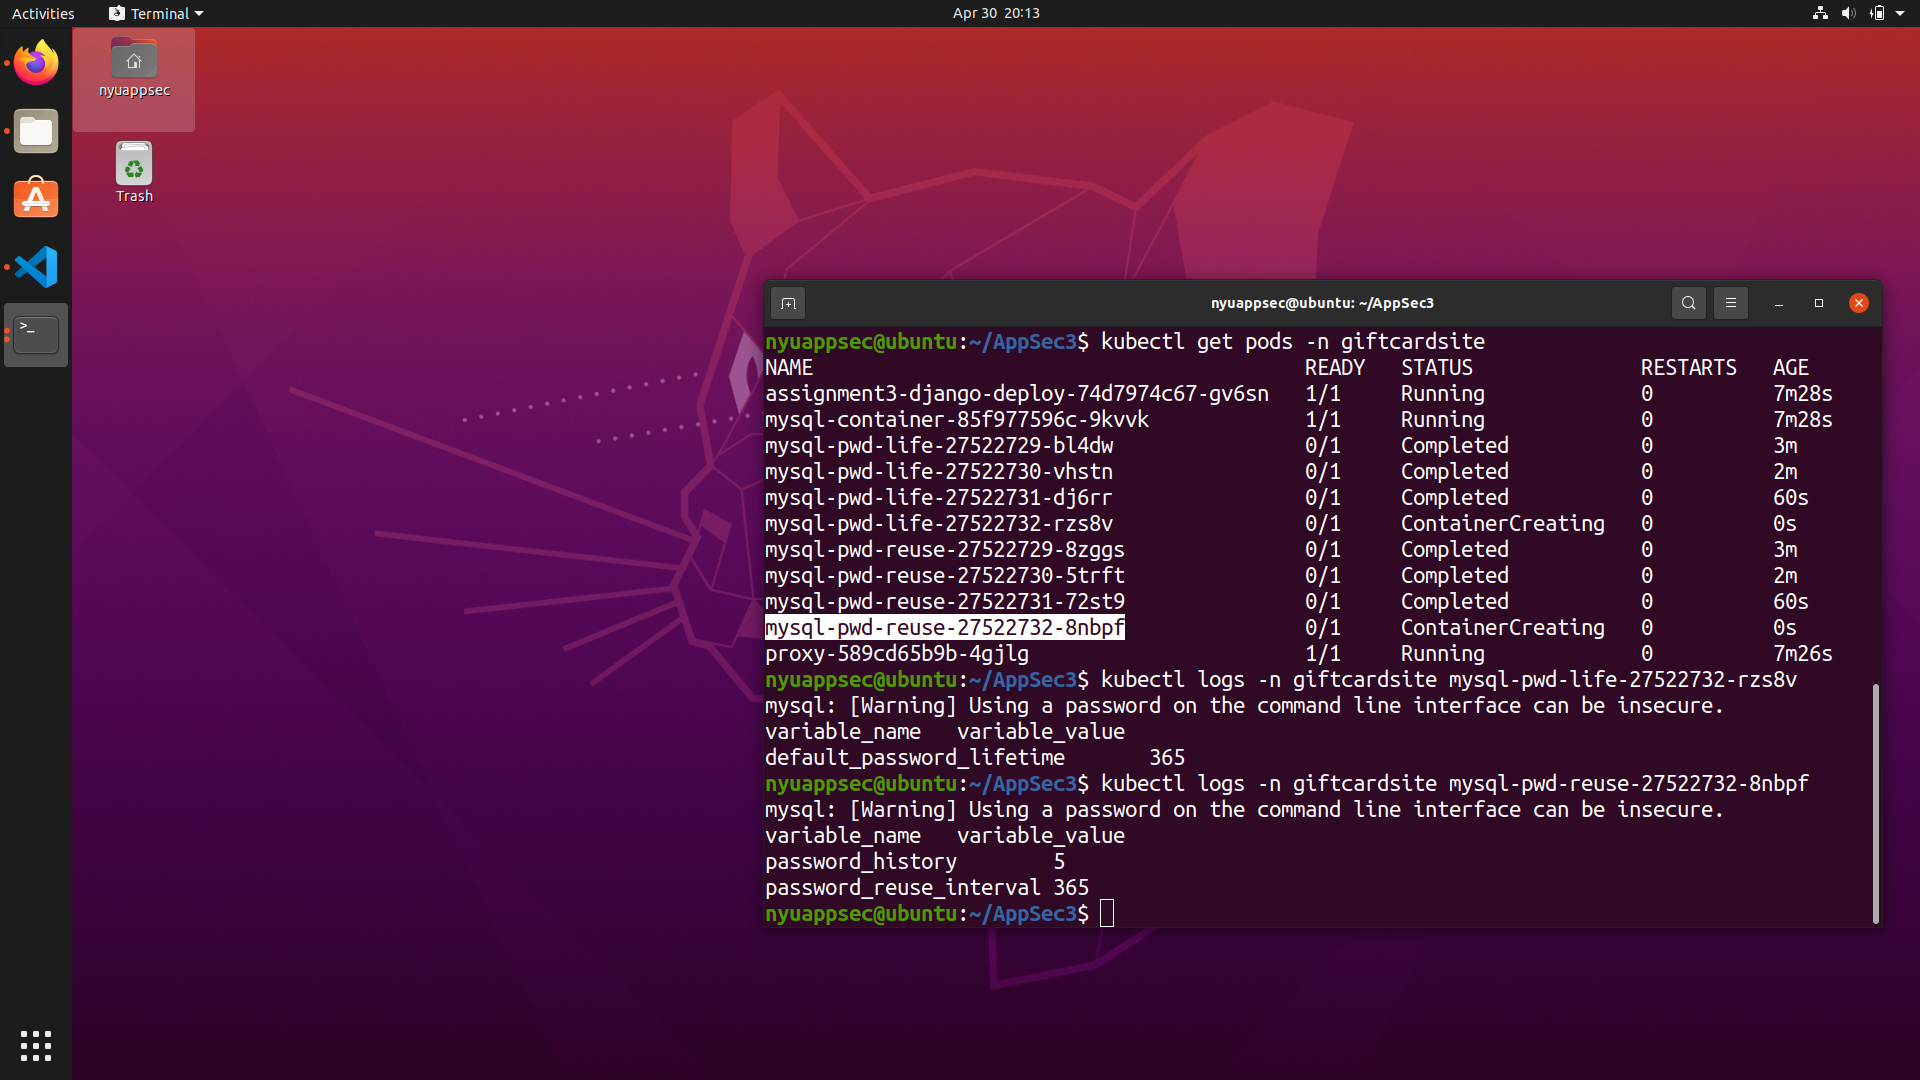 Activities
Terminal
Apr 30 20:13
nyuappsec
Trash
nyuappsec@ubuntu: ~/AppSec3
nyuappsec@ubuntu:~/AppSec3$ kubectl get pods -n giftcardsite
NAME READY STATUS RESTARTS AGE
assignment3-django-deploy-74d7974c67-gv6sn 1/1 Running 0 7m28s
mysql-container-85f977596c-9kvvk 1/1 Running 0 7m28s
mysql-pwd-life-27522729-bl4dw 0/1 Completed 0 3m
mysql-pwd-life-27522730-vhstn 0/1 Completed 0 2m
mysql-pwd-life-27522731-dj6rr 0/1 Completed 0 60s
mysql-pwd-life-27522732-rzs8v 0/1 ContainerCreating 0 0s
mysql-pwd-reuse-27522729-8zggs 0/1 Completed 0 3m
mysql-pwd-reuse-27522730-5trft 0/1 Completed 0 2m
mysql-pwd-reuse-27522731-72st9 0/1 Completed 0 60s
mysql-pwd-reuse-27522732-8nbpf 0/1 ContainerCreating 0 0s
proxy-589cd65b9b-4gjlg 1/1 Running 0 7m26s
nyuappsec@ubuntu:~/AppSec3$ kubectl logs -n giftcardsite mysql-pwd-life-27522732-rzs8v
mysql: [Warning] Using a password on the command line interface can be insecure.
variable_name variable_value
default_password_lifetime 365
nyuappsec@ubuntu:~/AppSec3$ kubectl logs -n giftcardsite mysql-pwd-reuse-27522732-8nbpf
mysql: [Warning] Using a password on the command line interface can be insecure.
variable_name variable_value
password_history 5
password_reuse_interval 365
nyuappsec@ubuntu:~/AppSec3$